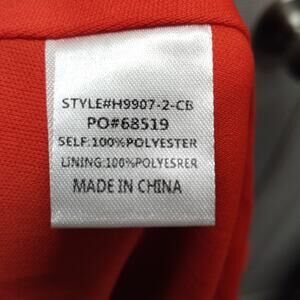 STYLE#H9907-2-CB
PO#68519
SELF:100%POLYESTER
LINING:100%POLYESRER
MADE IN CHINA